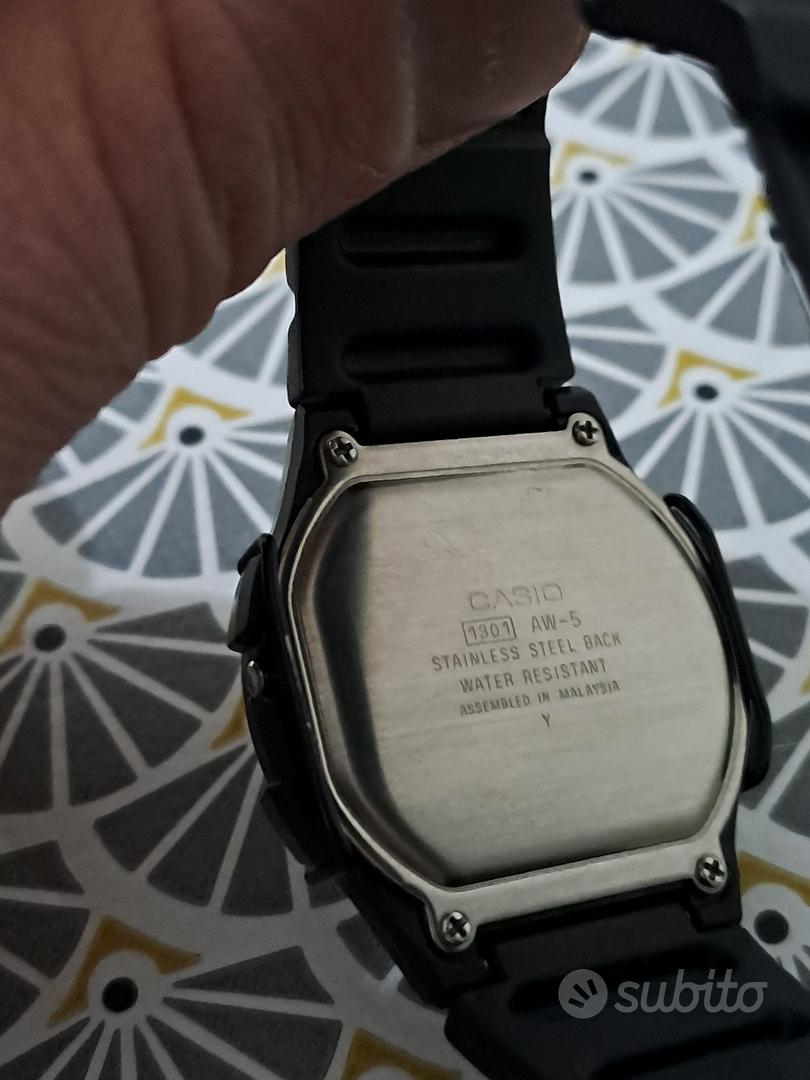 CASIO
1301 AW-5
STAINLESS STEEL BACK
WATER RESISTANT
ASSEMBLED IN MALAYSIA
Y
subito